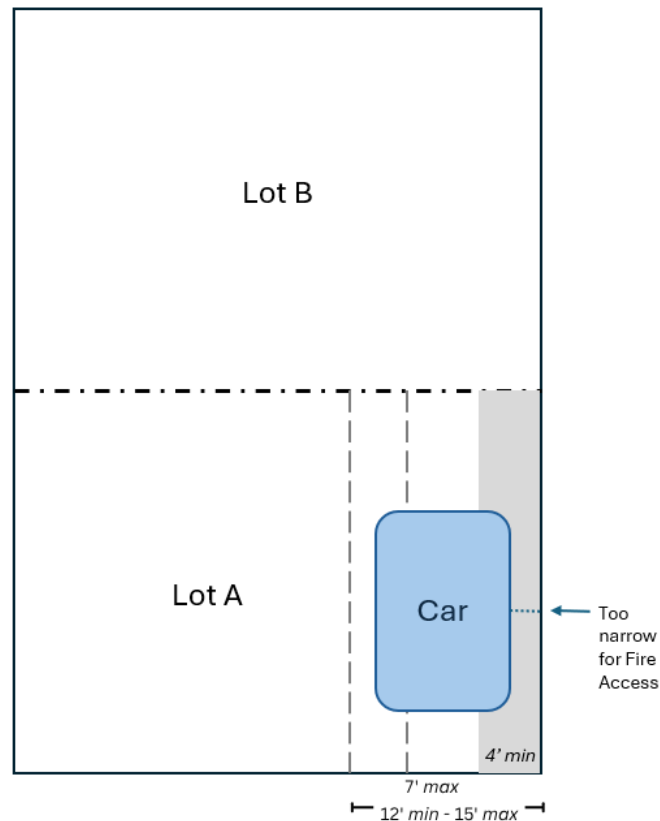 Lot B
Lot A
Car
Too
narrow
for Fire
Access
4’ min
7' max
12' min - 15' max